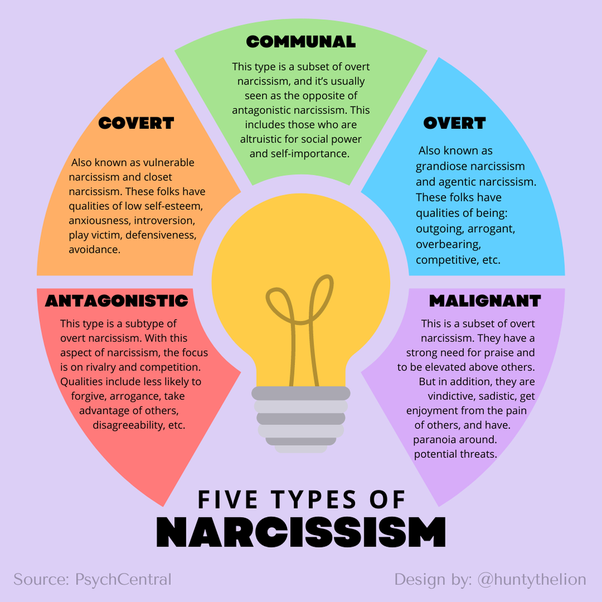 COMMUNAL
This type is a subset of overt
narcissism, and it's usually
seen as the opposite of
antagonistic narcissism. This
includes those who are
altruistic for social power
and self-importance.
COVERT
Also known as vulnerable
narcissism and closet
narcissism. These folks have
qualities of low self-esteem,
anxiousness, introversion,
play victim, defensiveness,
avoidance.
OVERT
Also known as
grandiose narcissism
and agentic narcissism.
These folks have
qualities of being:
outgoing, arrogant,
overbearing,
competitive, etc.
ANTAGONISTIC
This type is a subtype of
overt narcissism. With this
aspect of narcissism, the focus
is on rivalry and competition.
Qualities include less likely to
forgive, arrogance, take
advantage of others,
disagreeability, etc.
MALIGNANT
This is a subset of overt
narcissism. They have a
strong need for praise and
to be elevated above others.
But in addition, they are
vindictive, sadistic, get
enjoyment from the pain
of others, and have.
paranoia around.
potential threats.
FIVE TYPES OF
NARCISSISM
Source: PsychCentral
Design by: @huntythelion